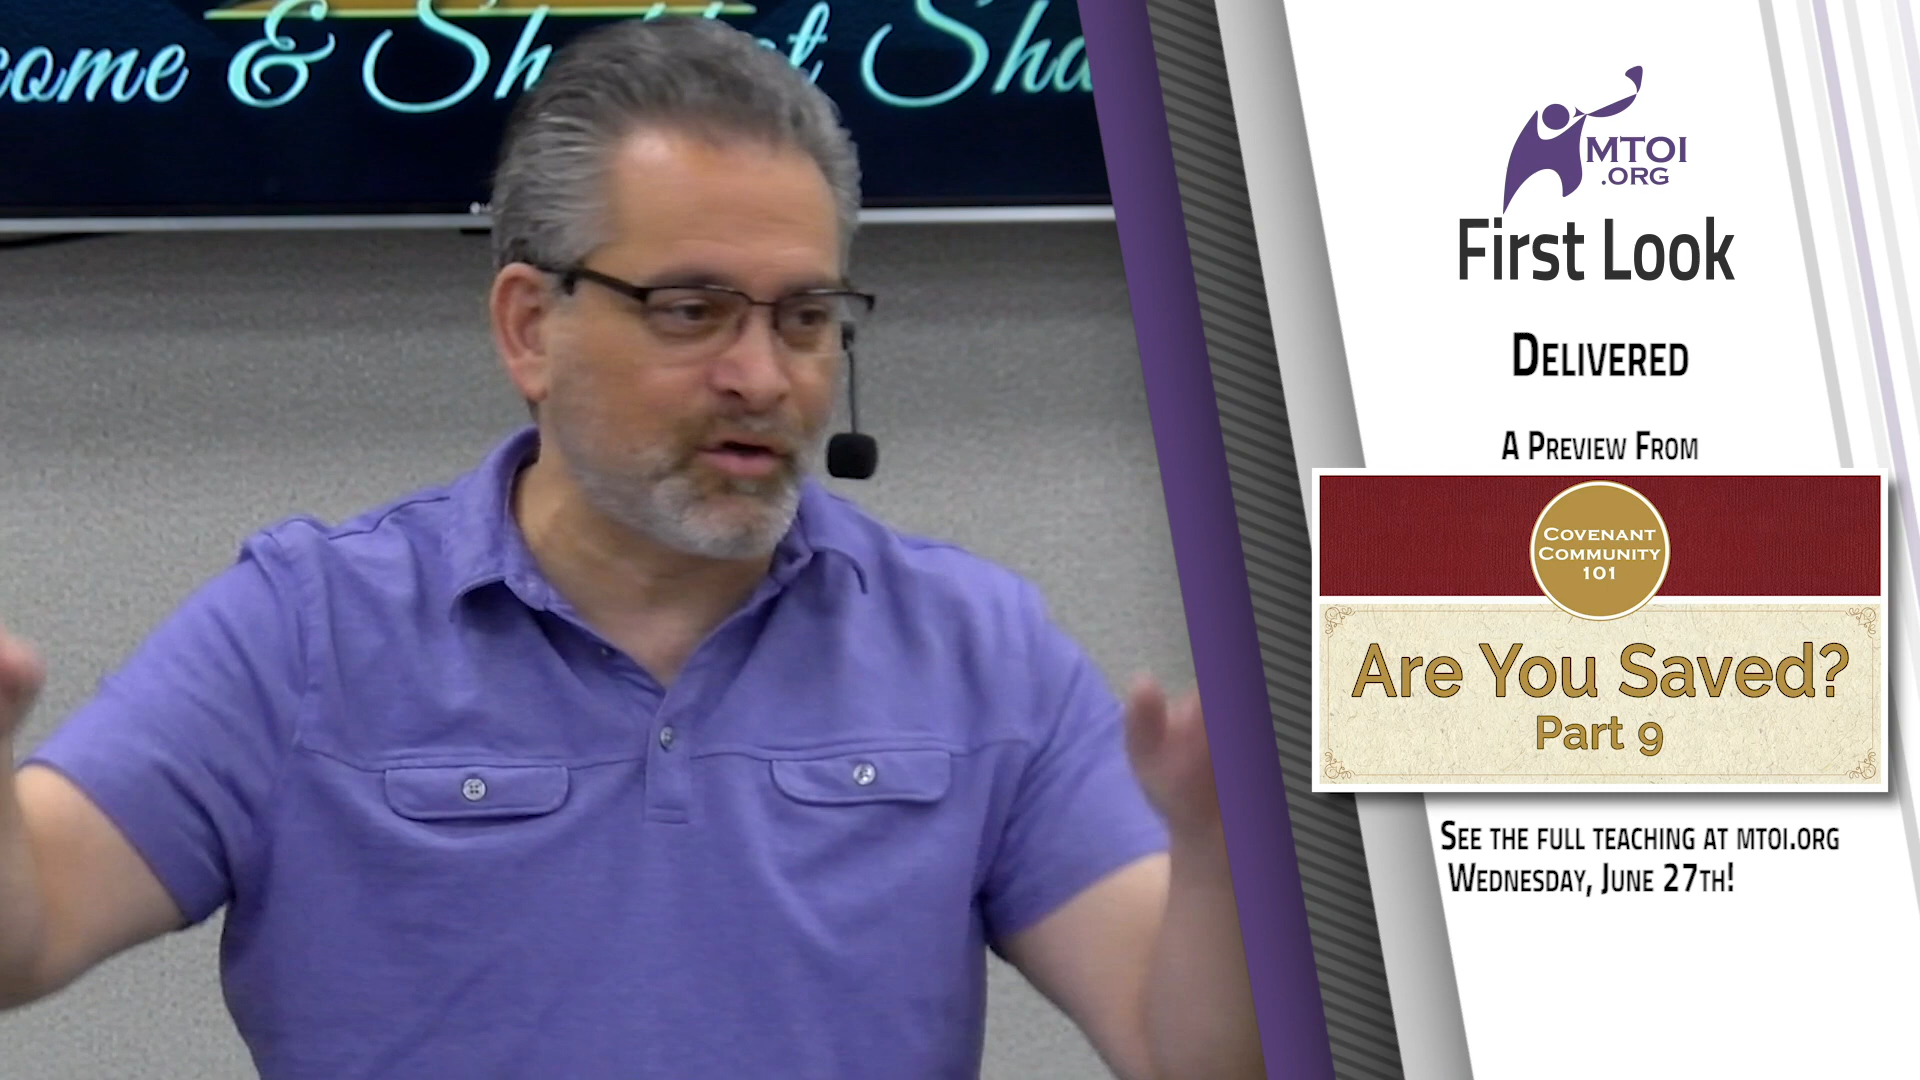 &
MTOI
.ORG
First Look
Delivered
A Preview From
Covenant
Community
101
Are You Saved?
Part 9
See the full teaching at mtoi.org
Wednesday, June 27th!